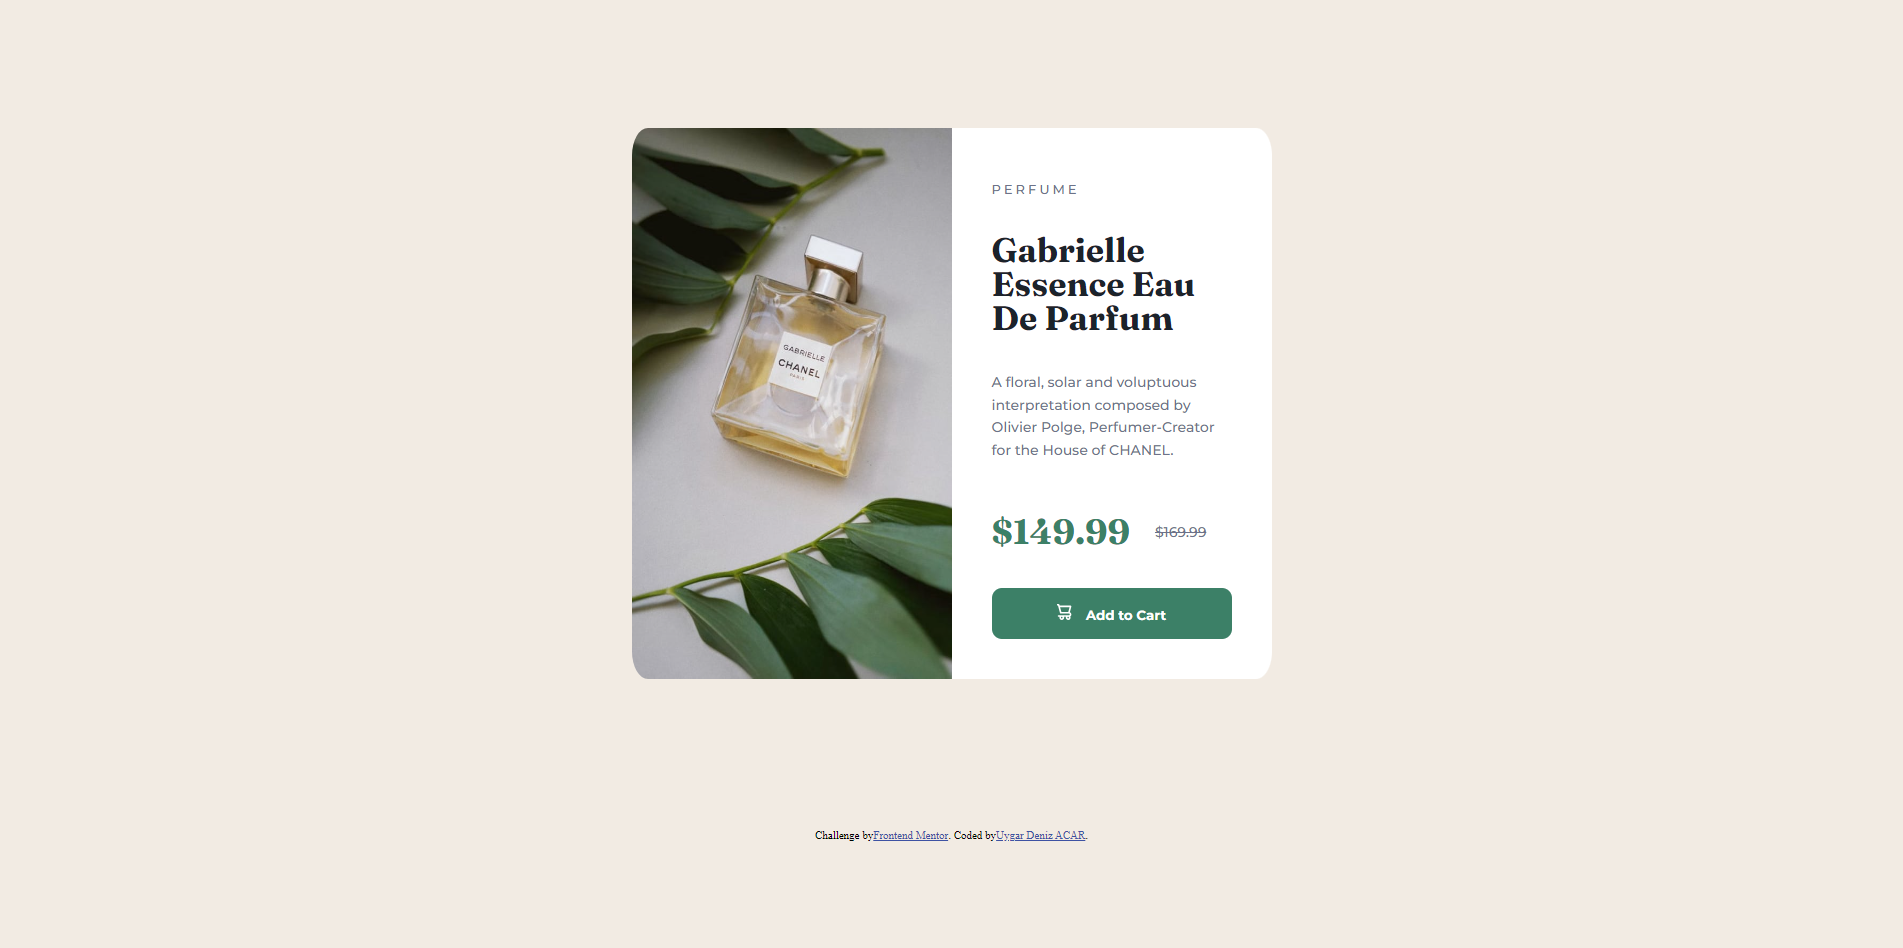 GABRIELLE
CHANEL
PARIS
PERFUME
Gabrielle
Essence Eau
De Parfum
A floral, solar and voluptuous
interpretation composed by
Olivier Polge, Perfumer-Creator
for the House of CHANEL.
$149.99 $169.99
Add to Cart
Challenge byFrontend Mentor. Coded byUygar Deniz ACAR.